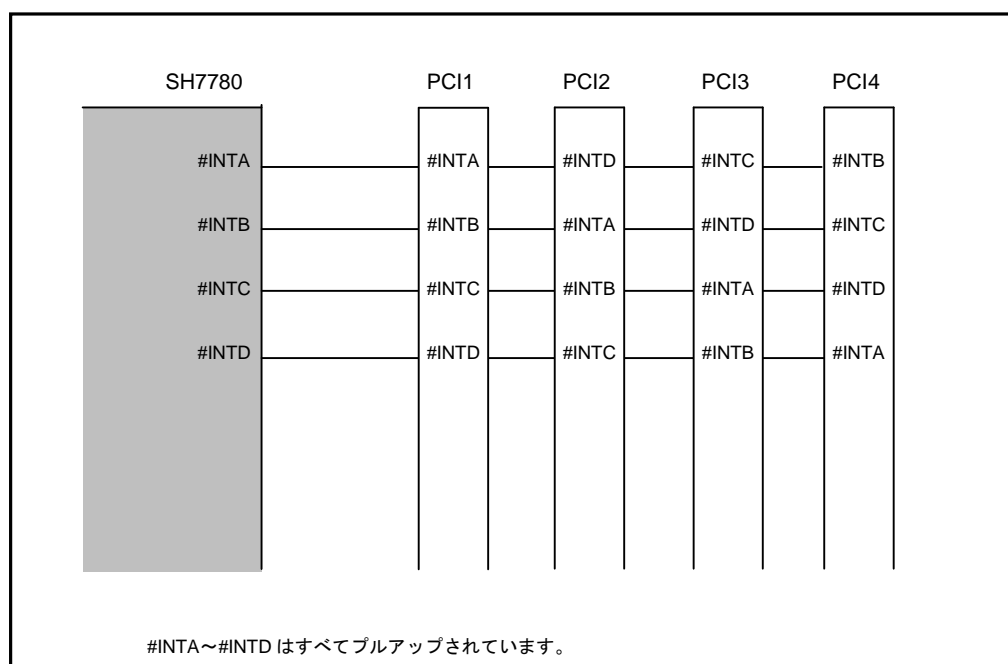 SH7780 PCI1 PCI2 PCI3 PCI4
#INTA #INTA #INTD #INTC #INTB
#INTB #INTB #INTA #INTD #INTC
#INTC #INTC #INTB #INTA #INTD
#INTD #INTD #INTC #INTB #INTA
#INTA～#INTD はすべてプルアップされています。